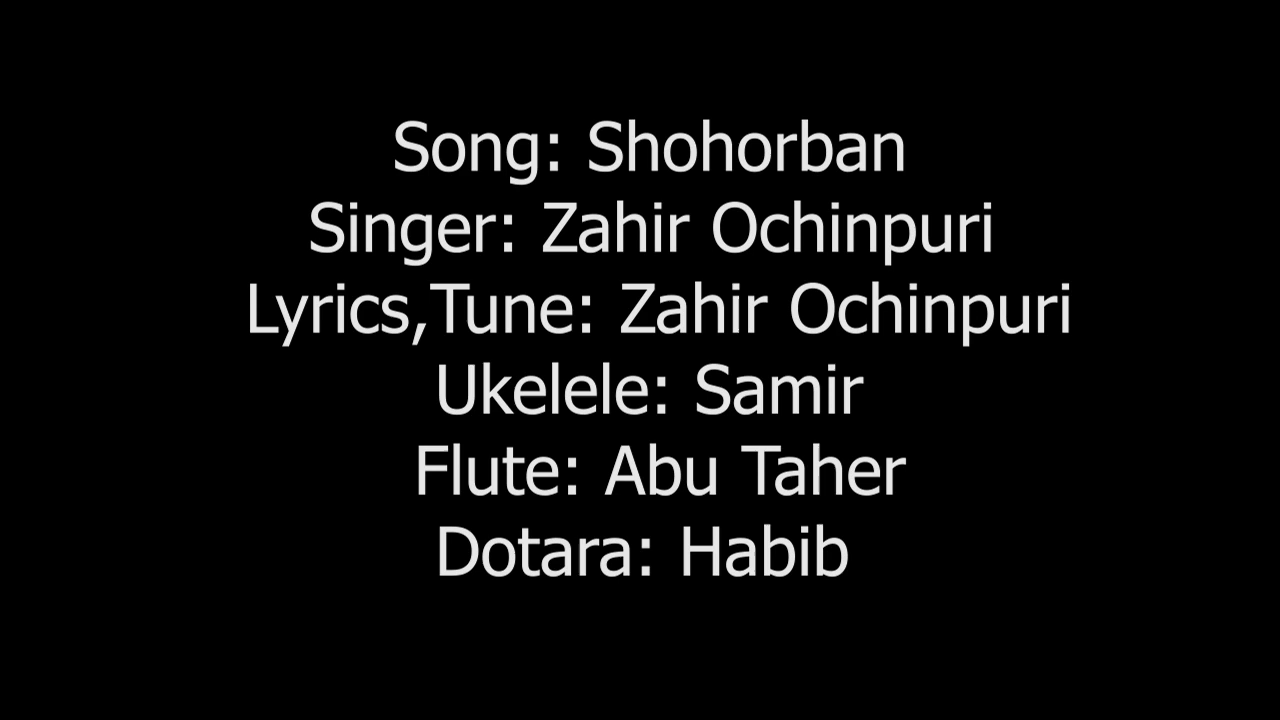 Song: Shohorban
Singer: Zahir Ochinpuri
Lyrics,Tune: Zahir Ochinpuri
Ukelele: Samir
Flute: Abu Taher
Dotara: Habib